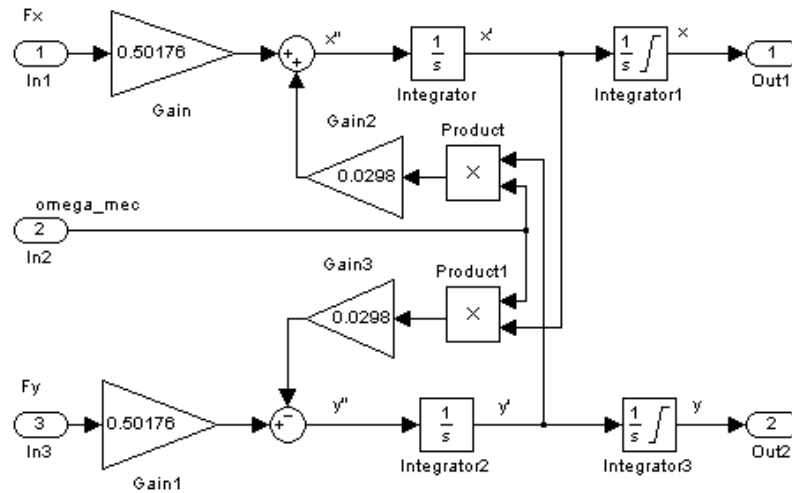 Fx
1
In1
0.50176
Gain
+
+
x"
1
s
Integrator
x'
1
s
Integrator1
x
1
Out1
Gain2
0.0298
Product
×
omega_mec
2
In2
Gain3
0.0298
Product1
×
Fy
3
In3
0.50176
Gain1
+
−
y"
1
s
Integrator2
y'
1
s
Integrator3
y
2
Out2